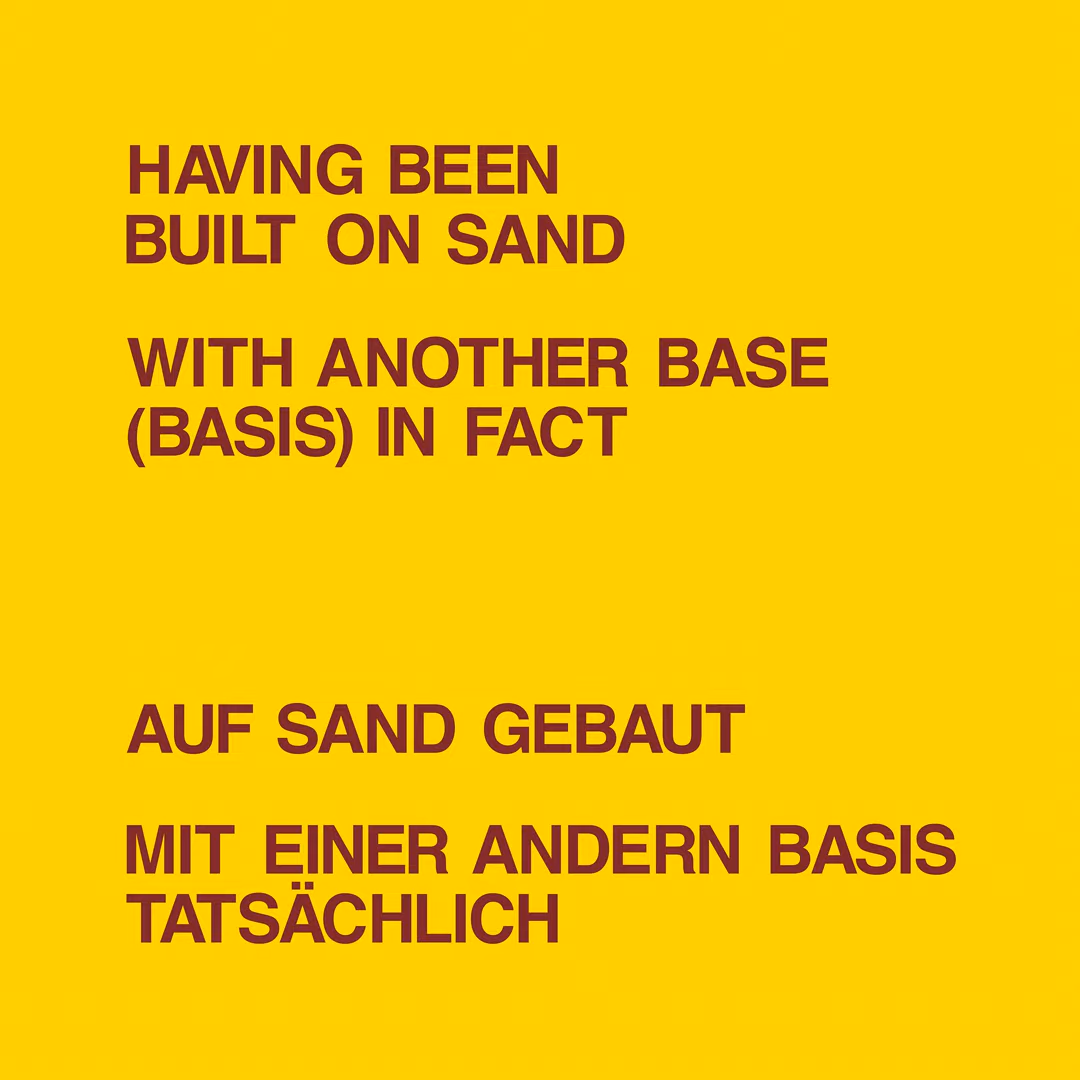 HAVING BEEN
BUILT ON SAND
WITH ANOTHER BASE
(BASIS) IN FACT
AUF SAND GEBAUT
MIT EINER ANDERN BASIS
TATSÄCHLICH